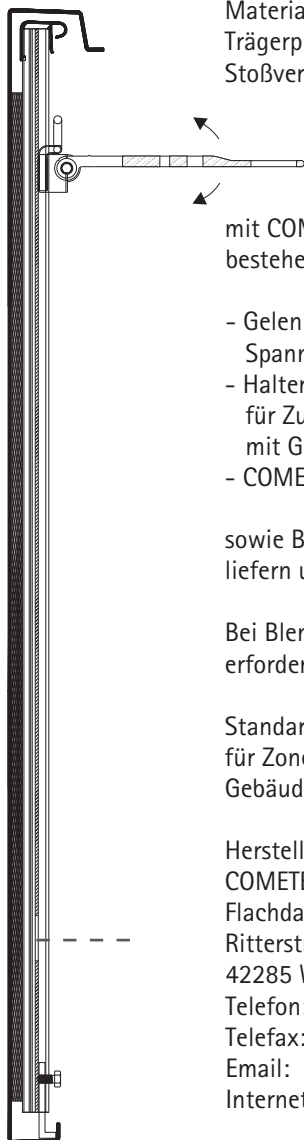 Materia
Trägerp
Stoßver
mit COM
bestehe
- Gelen
Spann
- Halter
für Zu
mit G
- COME
sowie B
liefern u
Bei Blen
erforder
Standar
für Zone
Gebäud
Herstell
COMET
Flachda
Ritterst
42285 W
Telefon:
Telefax:
Email:
Internet